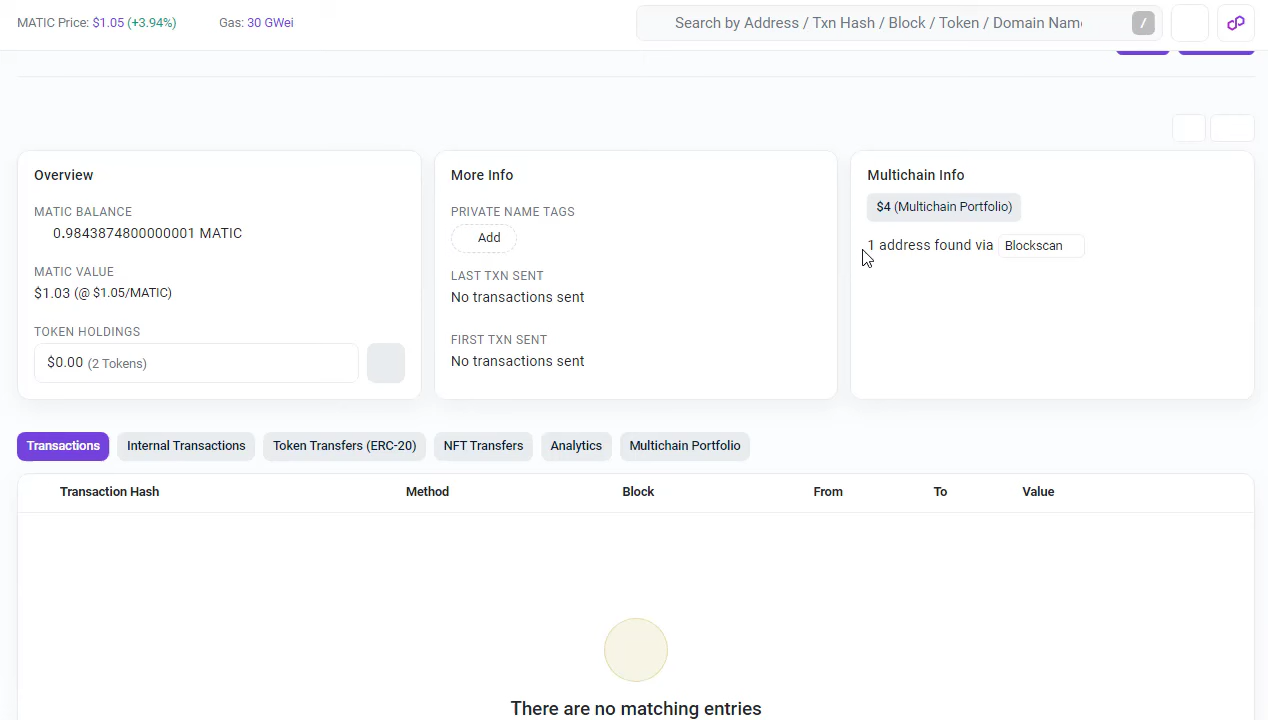 MATIC Price: $1.05 (+3.94%) Gas: 30 GWei
Search by Address / Txn Hash / Block / Token / Domain Name /
Overview
MATIC BALANCE
0.9843874800000001 MATIC
MATIC VALUE
$1.03 (@ $1.05/MATIC)
TOKEN HOLDINGS
$0.00 (2 Tokens)
More Info
PRIVATE NAME TAGS
Add
LAST TXN SENT
No transactions sent
FIRST TXN SENT
No transactions sent
Multichain Info
$4 (Multichain Portfolio)
1 address found via Blockscan
Transactions Internal Transactions Token Transfers (ERC-20) NFT Transfers Analytics Multichain Portfolio
Transaction Hash Method Block From To Value
There are no matching entries